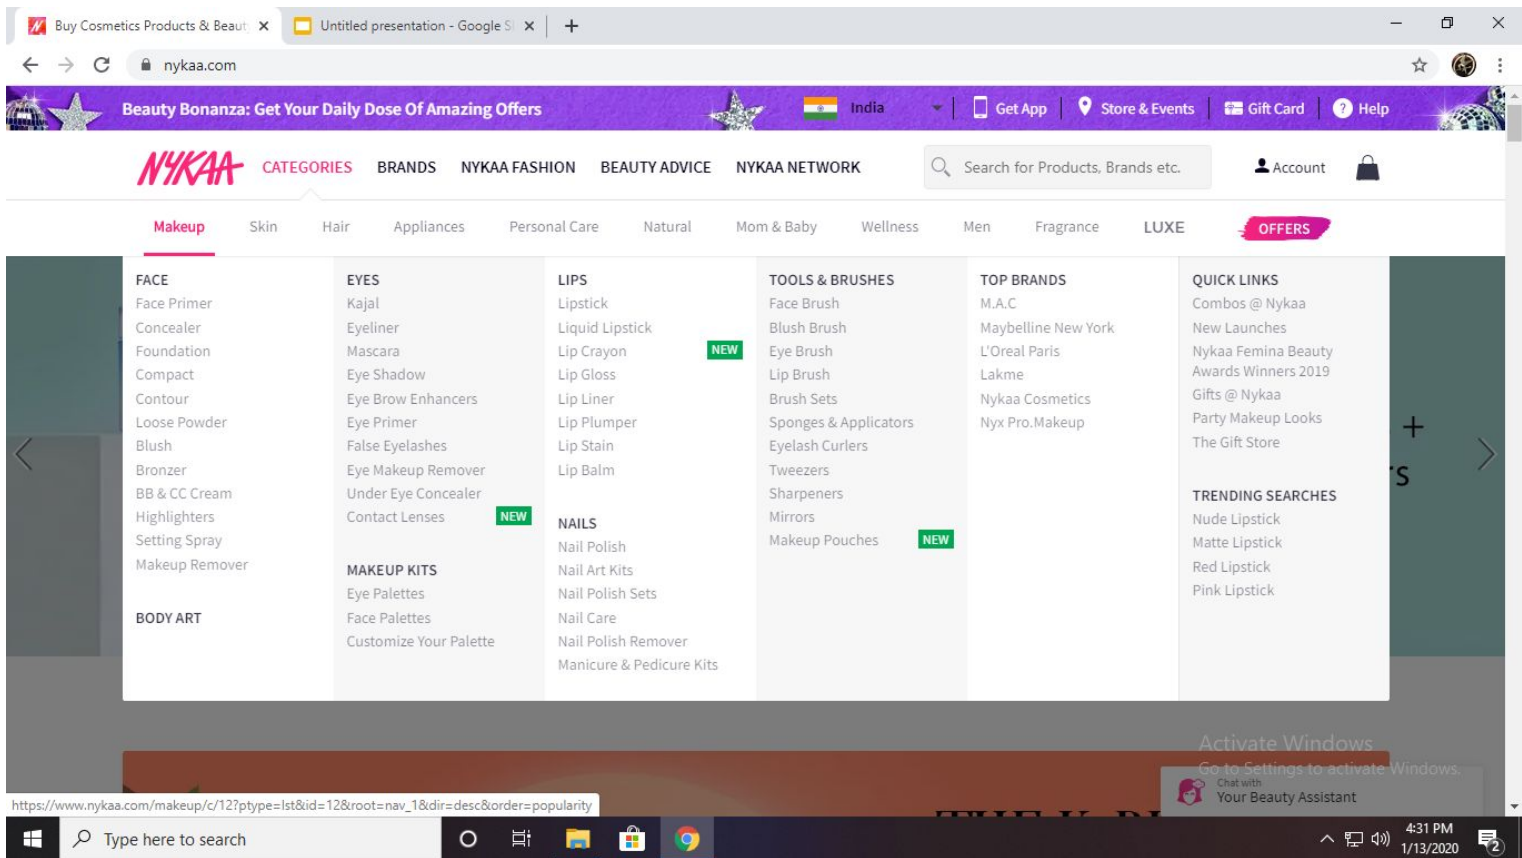 Buy Cosmetics Products & Beaut
Untitled presentation - Google Sl
nykaa.com
Beauty Bonanza: Get Your Daily Dose Of Amazing Offers
India
Get App
Store & Events
Gift Card
Help
NYKAA
CATEGORIES
BRANDS
NYKAA FASHION
BEAUTY ADVICE
NYKAA NETWORK
Search for Products, Brands etc.
Account
Makeup
Skin
Hair
Appliances
Personal Care
Natural
Mom & Baby
Wellness
Men
Fragrance
LUXE
OFFERS
FACE
Face Primer
Concealer
Foundation
Compact
Contour
Loose Powder
Blush
Bronzer
BB & CC Cream
Highlighters
Setting Spray
Makeup Remover
BODY ART
EYES
Kajal
Eyeliner
Mascara
Eye Shadow
Eye Brow Enhancers
Eye Primer
False Eyelashes
Eye Makeup Remover
Under Eye Concealer
Contact Lenses NEW
MAKEUP KITS
Eye Palettes
Face Palettes
Customize Your Palette
LIPS
Lipstick
Liquid Lipstick
Lip Crayon NEW
Lip Gloss
Lip Liner
Lip Plumper
Lip Stain
Lip Balm
NAILS
Nail Polish
Nail Art Kits
Nail Polish Sets
Nail Care
Nail Polish Remover
Manicure & Pedicure Kits
TOOLS & BRUSHES
Face Brush
Blush Brush
Eye Brush
Lip Brush
Brush Sets
Sponges & Applicators
Eyelash Curlers
Tweezers
Sharpeners
Mirrors
Makeup Pouches NEW
TOP BRANDS
M.A.C
Maybelline New York
L'Oreal Paris
Lakme
Nykaa Cosmetics
Nyx Pro.Makeup
QUICK LINKS
Combos @ Nykaa
New Launches
Nykaa Femina Beauty
Awards Winners 2019
Gifts @ Nykaa
Party Makeup Looks
The Gift Store
TRENDING SEARCHES
Nude Lipstick
Matte Lipstick
Red Lipstick
Pink Lipstick
Activate Windows
Go to Settings to activate Windows.
Chat with
Your Beauty Assistant
https://www.nykaa.com/makeup/c/12?ptype=lst&id=12&root=nav_1&dir=desc&order=popularity
Type here to search
4:31 PM
1/13/2020
2